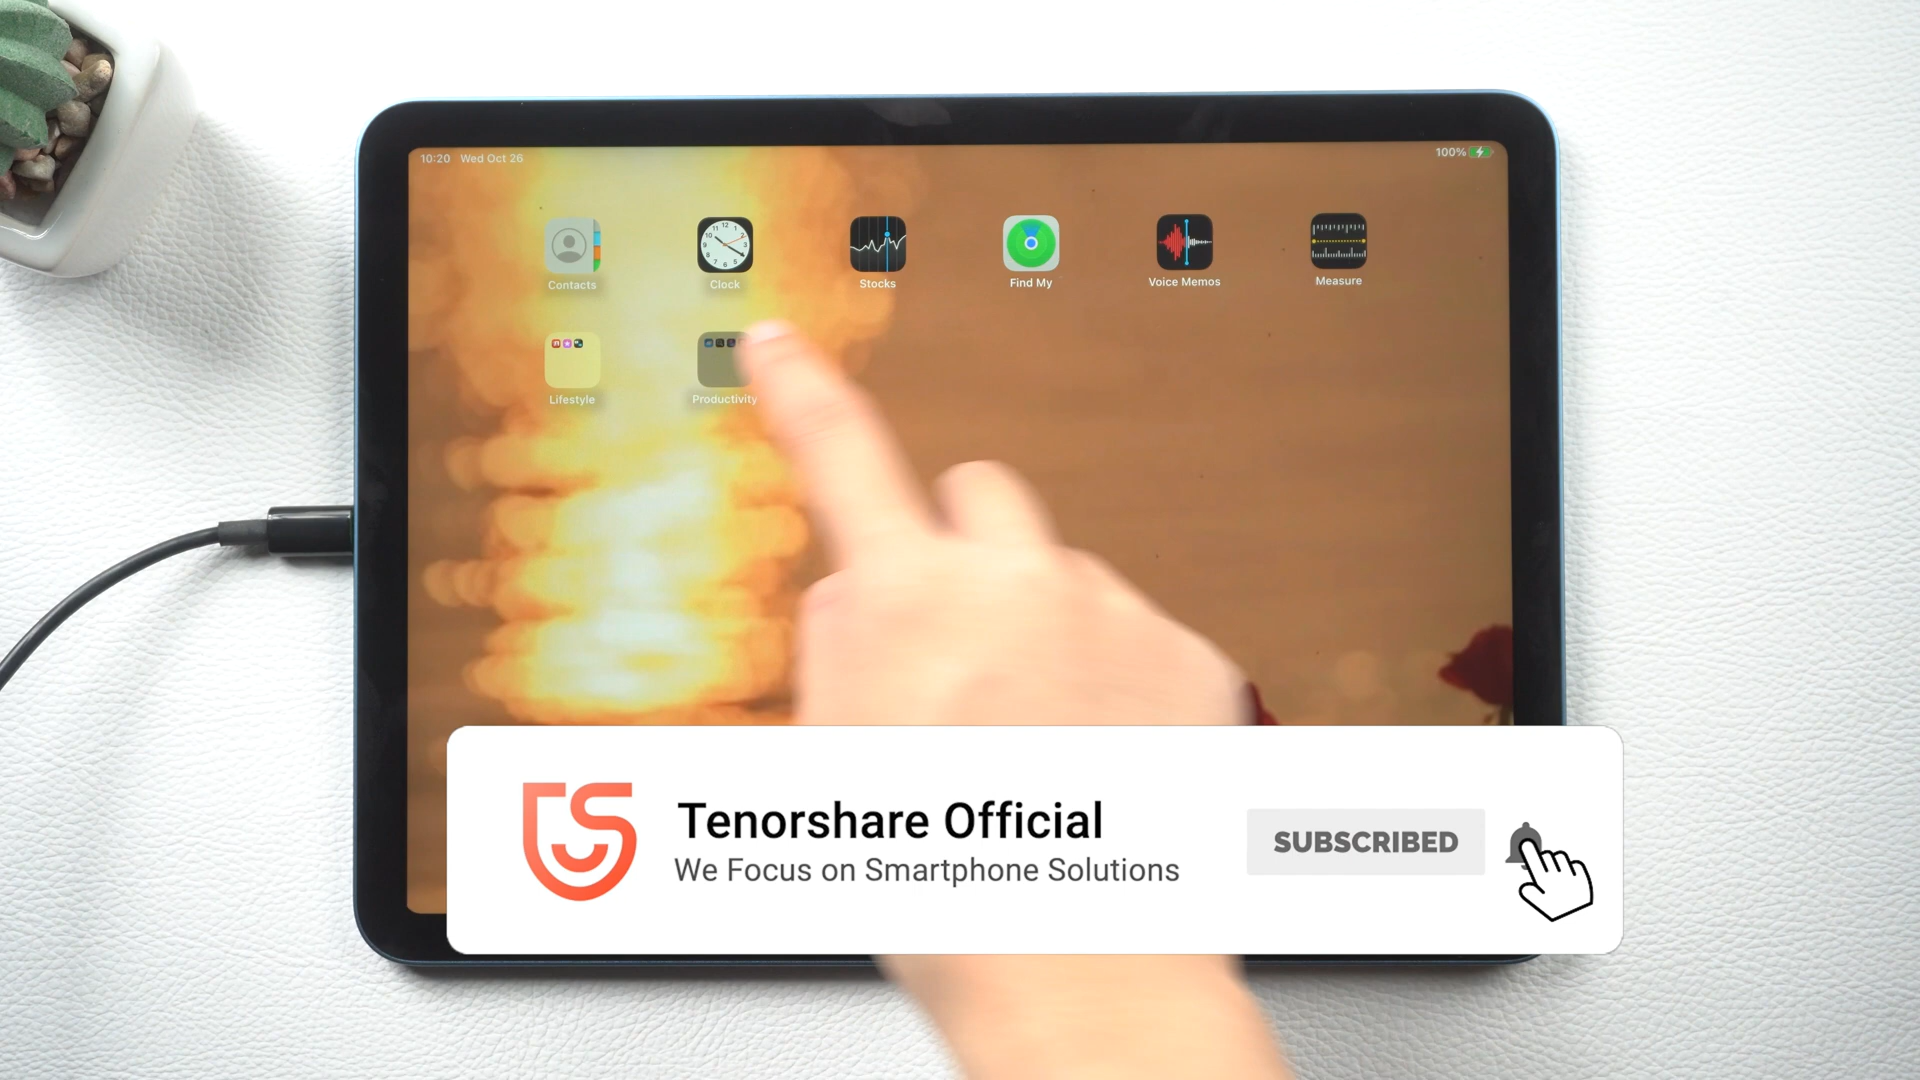 10:20 Wed Oct 26
100%
Contacts
Clock
Stocks
Find My
Voice Memos
Measure
Lifestyle
Productivity
Tenorshare Official
We Focus on Smartphone Solutions
SUBSCRIBED